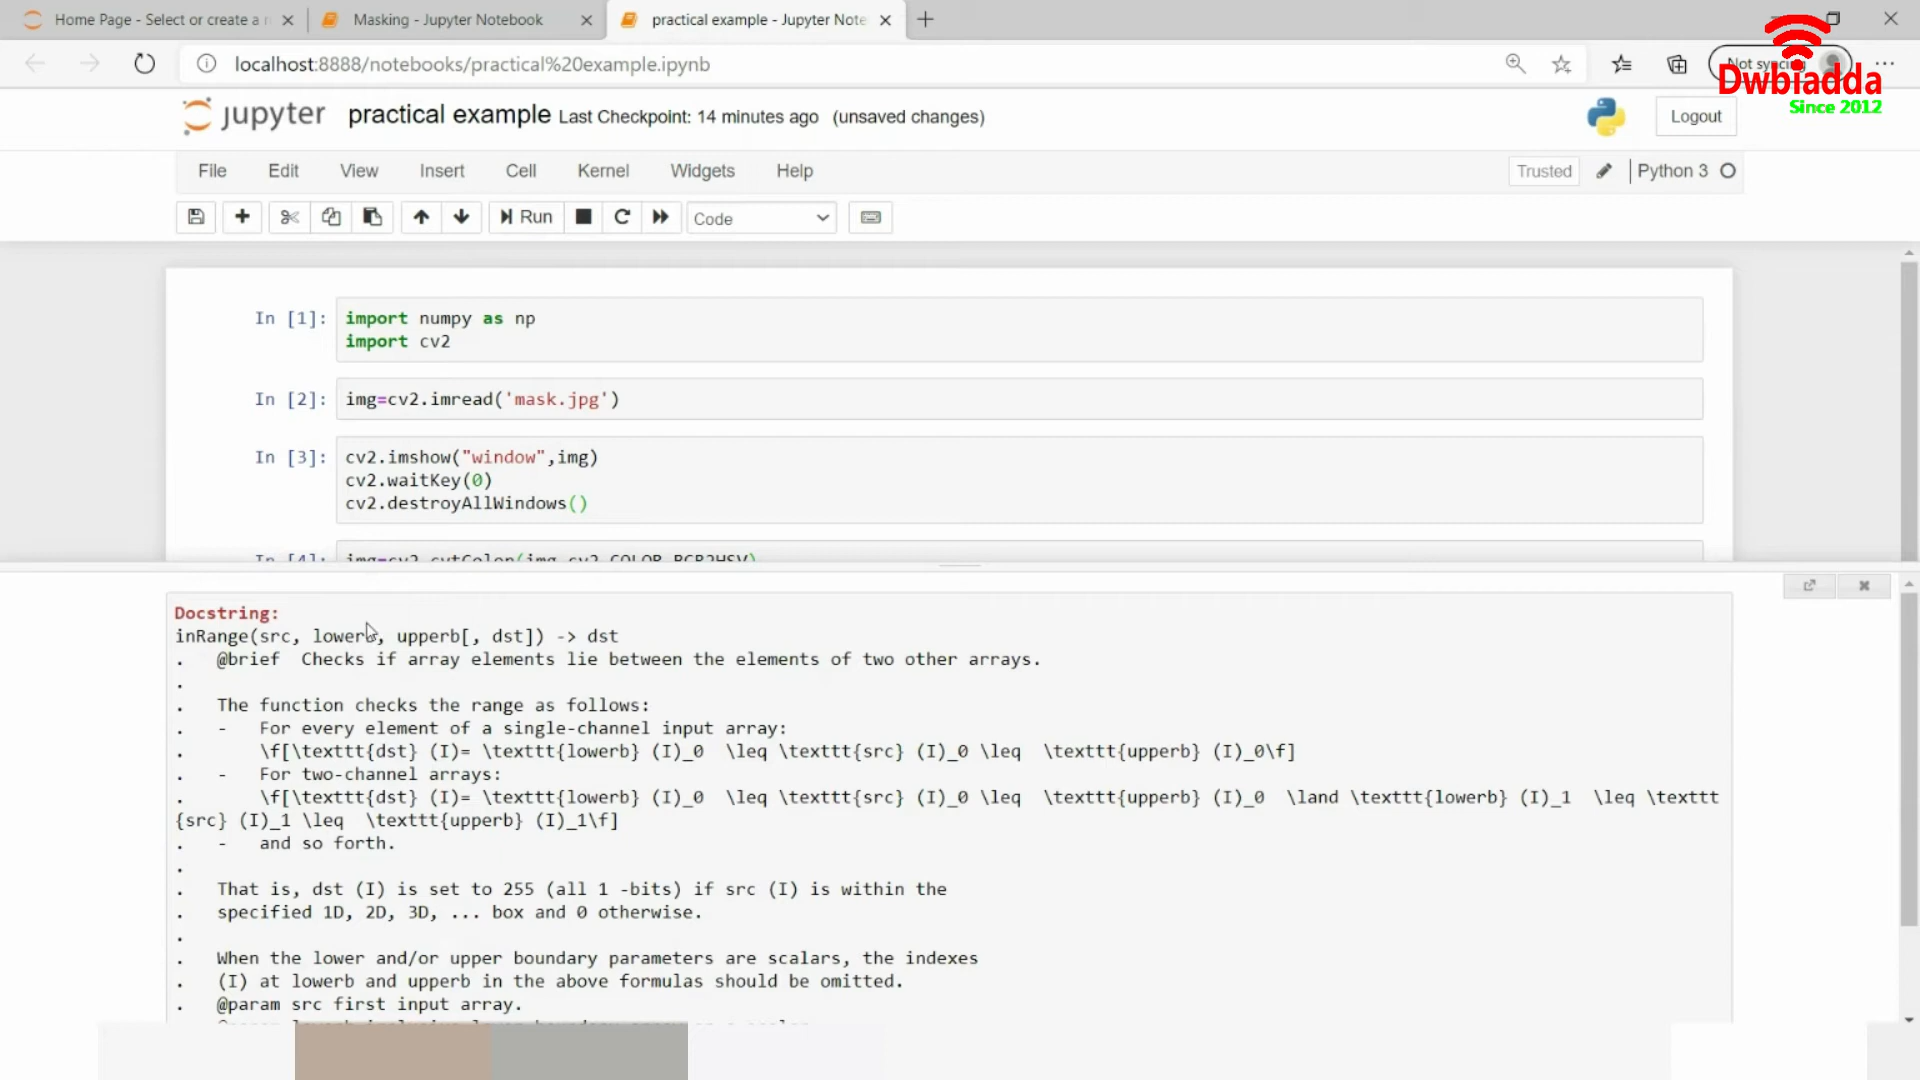 Home Page - Select or create a n
Masking - Jupyter Notebook
practical example - Jupyter Note
localhost:8888/notebooks/practical%20example.ipynb
Not syncing
Dwbiadda
Since 2012
jupyter practical example Last Checkpoint: 14 minutes ago (unsaved changes)
Logout
File Edit View Insert Cell Kernel Widgets Help
Trusted Python 3
Run Code
In [1]: import numpy as np
import cv2
In [2]: img=cv2.imread('mask.jpg')
In [3]: cv2.imshow("window",img)
cv2.waitKey(0)
cv2.destroyAllWindows()
In [4]: img=cv2.cvtColor(img,cv2.COLOR_BGR2HSV)
Docstring:
inRange(src, lowerb, upperb[, dst]) -> dst
.   @brief  Checks if array elements lie between the elements of two other arrays.
.
.   The function checks the range as follows:
.   -   For every element of a single-channel input array:
.       \f[\texttt{dst} (I)= \texttt{lowerb} (I)_0  \leq \texttt{src} (I)_0 \leq  \texttt{upperb} (I)_0\f]
.   -   For two-channel arrays:
.       \f[\texttt{dst} (I)= \texttt{lowerb} (I)_0  \leq \texttt{src} (I)_0 \leq  \texttt{upperb} (I)_0  \land \texttt{lowerb} (I)_1  \leq \texttt
{src} (I)_1 \leq  \texttt{upperb} (I)_1\f]
.   -   and so forth.
.
.   That is, dst (I) is set to 255 (all 1 -bits) if src (I) is within the
.   specified 1D, 2D, 3D, ... box and 0 otherwise.
.
.   When the lower and/or upper boundary parameters are scalars, the indexes
.   (I) at lowerb and upperb in the above formulas should be omitted.
.   @param src first input array.